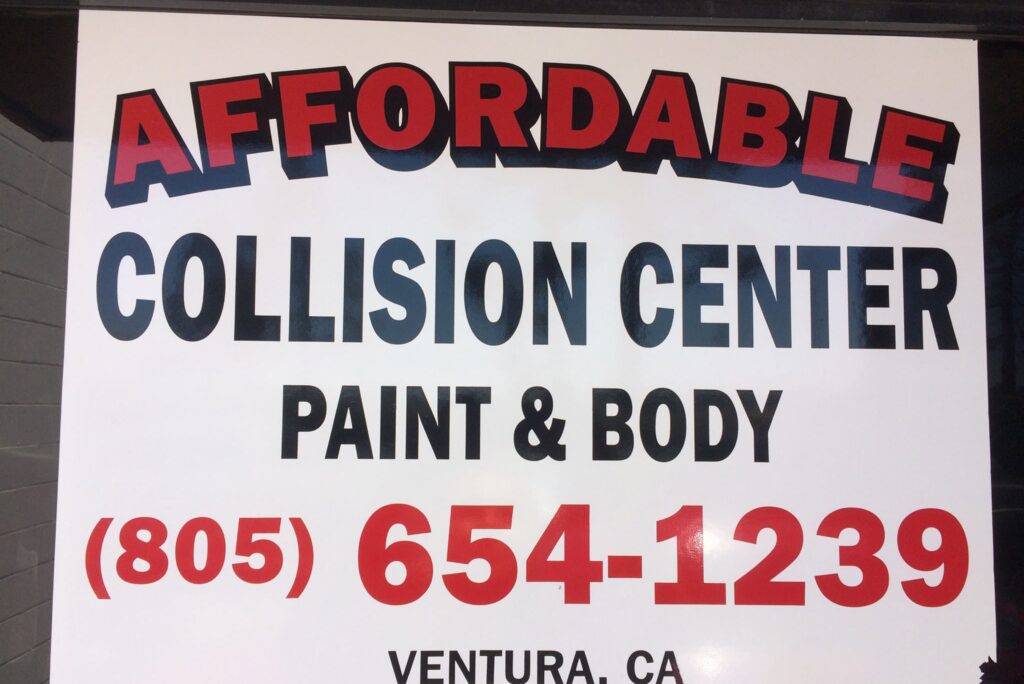 AFFORDABLE
COLLISION CENTER
PAINT & BODY
(805) 654-1239
VENTURA, CA